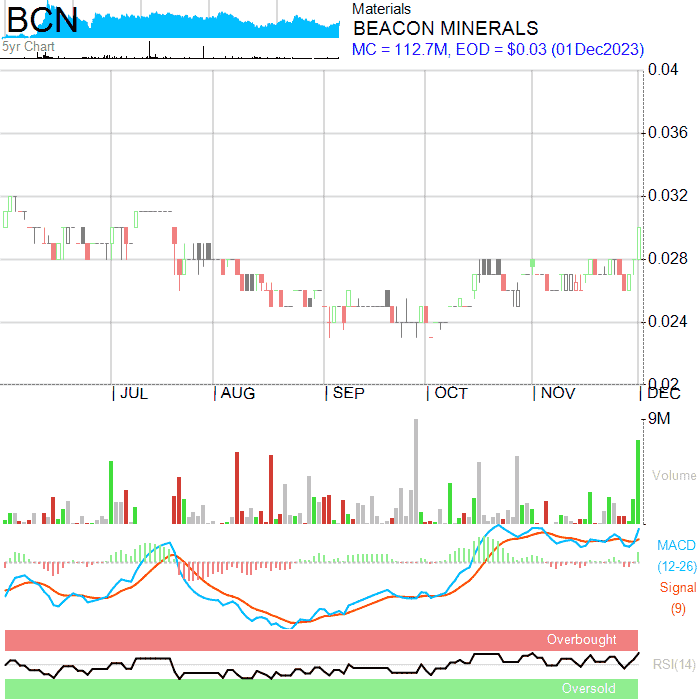 BCN
Materials
BEACON MINERALS
5yr Chart
MC = 112.7M, EOD = $0.03 (01Dec2023)
0.04
0.036
0.032
0.028
0.024
0.02
JUL
AUG
SEP
OCT
NOV
DEC
9M
Volume
MACD
(12-26)
Signal
(9)
Overbought
RSI(14)
Oversold